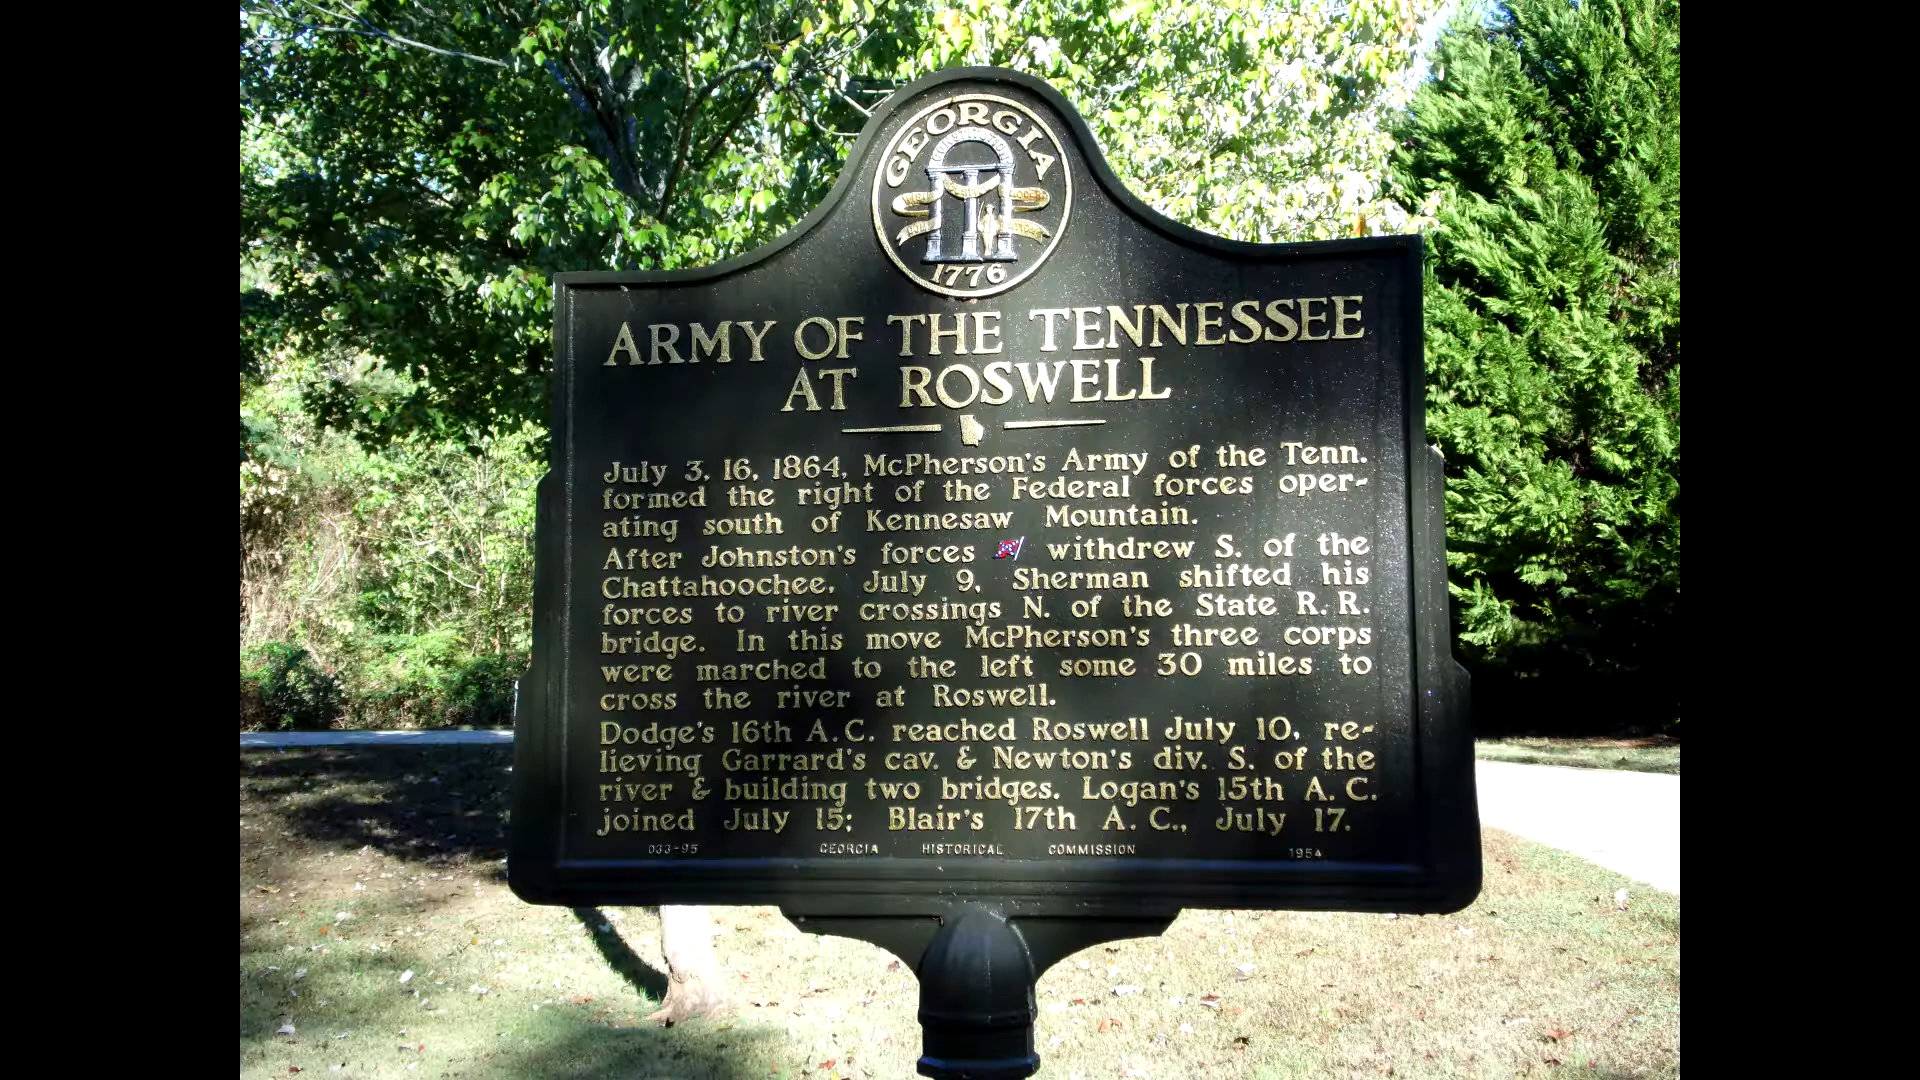 GEORGIA
1776
ARMY OF THE TENNESSEE
AT ROSWELL
July 3, 16, 1864, McPherson's Army of the Tenn.
formed the right of the Federal forces oper-
ating south of Kennesaw Mountain.
After Johnston's forces withdrew S. of the
Chattahoochee, July 9, Sherman shifted his
forces to river crossings N. of the State R. R.
bridge. In this move McPherson's three corps
were marched to the left some 30 miles to
cross the river at Roswell.
Dodge's 16th A. C. reached Roswell July 10, re-
lieving Garrard's cav. & Newton's div. S. of the
river & building two bridges. Logan's 15th A. C.
joined July 15; Blair's 17th A. C., July 17.
033-95 GEORGIA HISTORICAL COMMISSION 1954